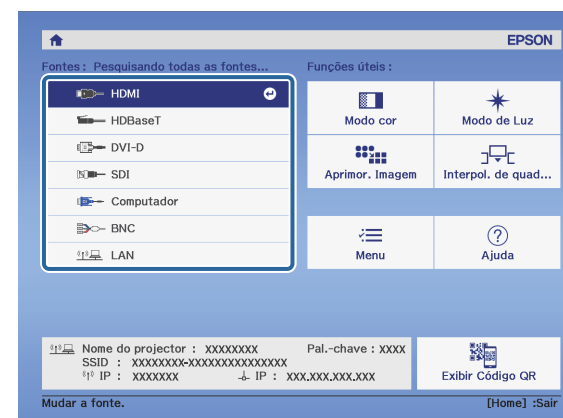 EPSON
Fontes : Pesquisando todas as fontes...
HDMI
HDBaseT
DVI-D
SDI
Computador
BNC
LAN
Funções úteis :
Modo cor
Modo de Luz
Aprimor. Imagem
Interpol. de quad...
Menu
Ajuda
Nome do projector : XXXXXXXX
Pal.-chave : XXXX
SSID : XXXXXXXX-XXXXXXXXXXXXXX
IP : XXXXXXX
IP : XXX.XXX.XXX.XXX
Exibir Código QR
Mudar a fonte.
[Home] :Sair